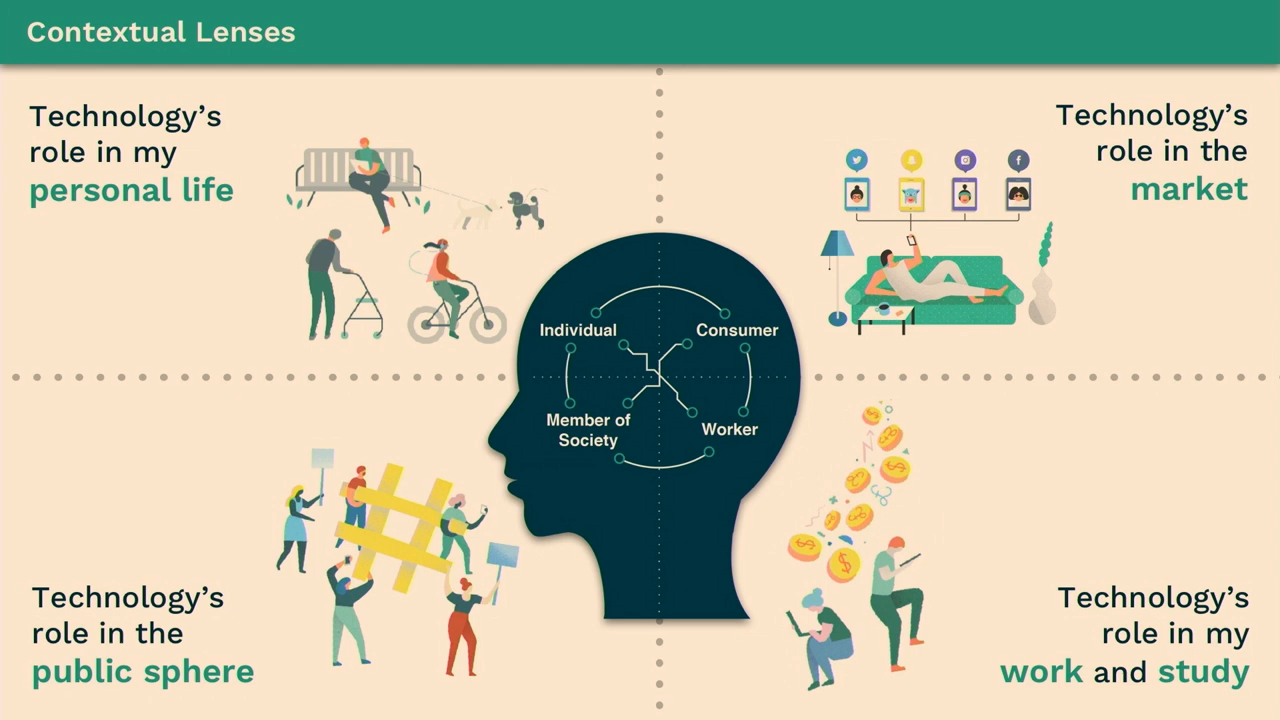 Contextual Lenses
Technology’s
role in my
personal life
Technology’s
role in the
market
Individual
Consumer
Member of
Society
Worker
Technology’s
role in the
public sphere
Technology’s
role in my
work and study